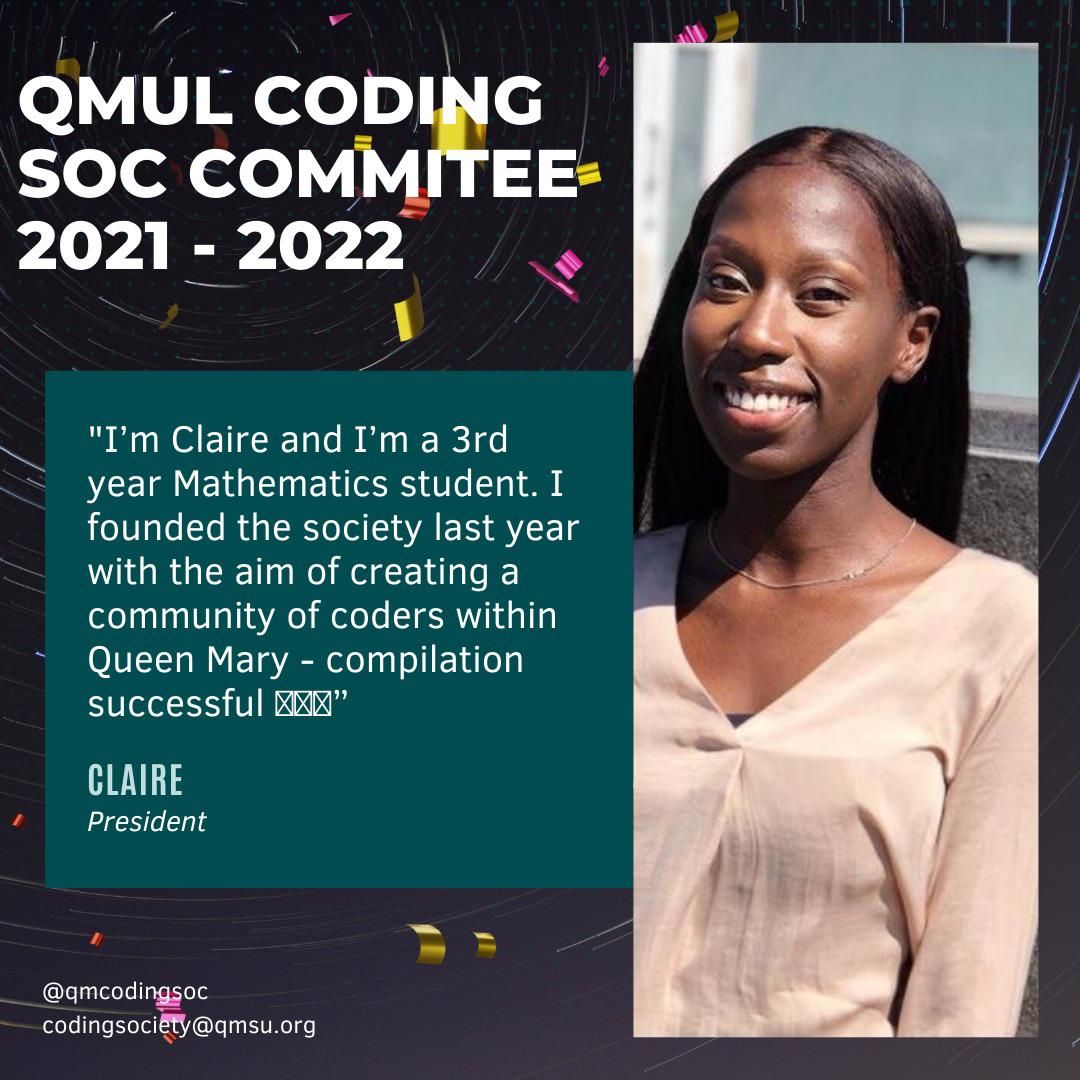 QMUL CODING
SOC COMMITEE
2021 - 2022
"I’m Claire and I’m a 3rd
year Mathematics student. I
founded the society last year
with the aim of creating a
community of coders within
Queen Mary - compilation
successful ”
CLAIRE
President
@qmcodingsoc
codingsociety@qmsu.org